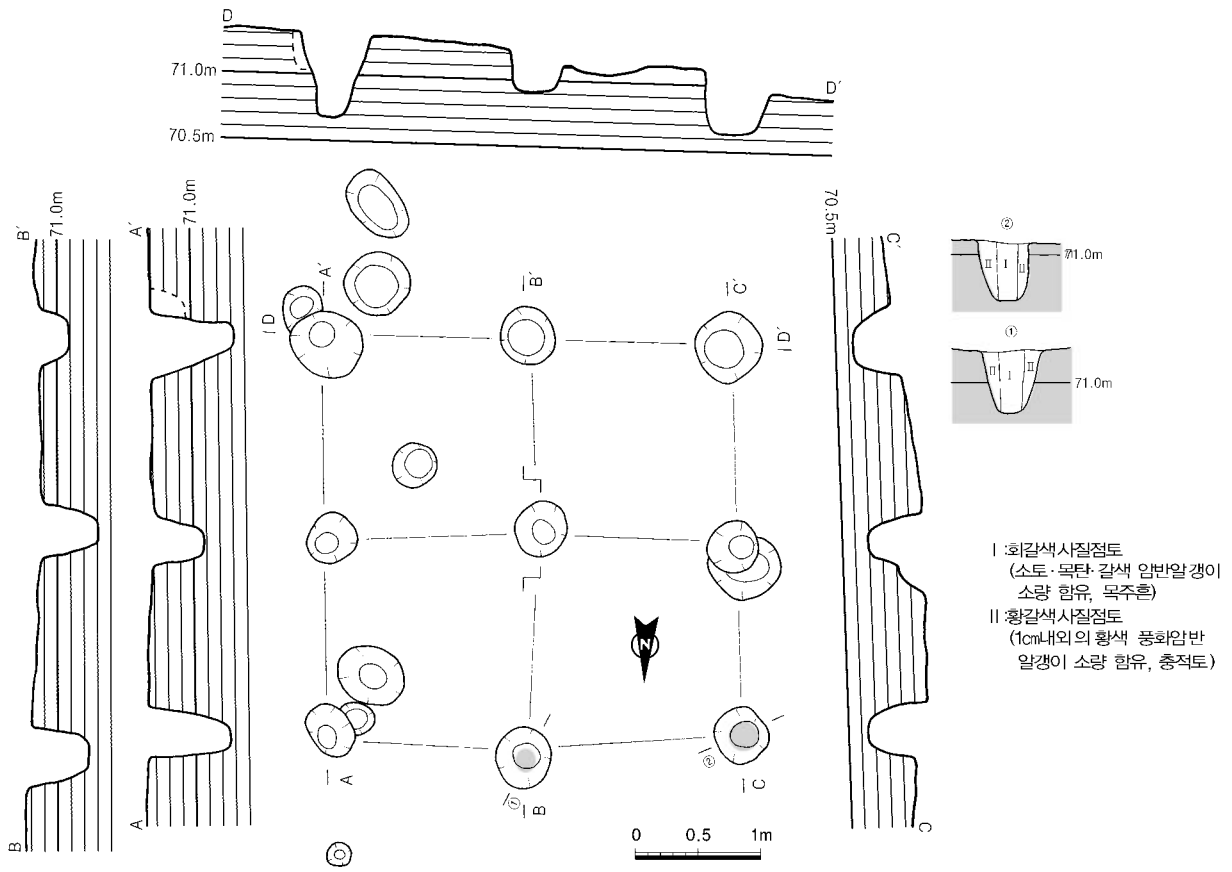 D
71.0m
70.5m
D′
B′
71.0m
A′
71.0m
70.5m
C′
②
Ⅱ Ⅰ Ⅱ
71.0m
①
Ⅱ Ⅰ Ⅱ
71.0m
A′
B′
C′
D
D′
N
A
B
C
①
②
B
A
C
0 0.5 1m
Ⅰ:회갈색사질점토
(소토·목탄·갈색 암반알갱이
소량 함유, 목주흔)
Ⅱ:황갈색사질점토
(1cm내외의 황색 풍화암반
알갱이 소량 함유, 충적토)